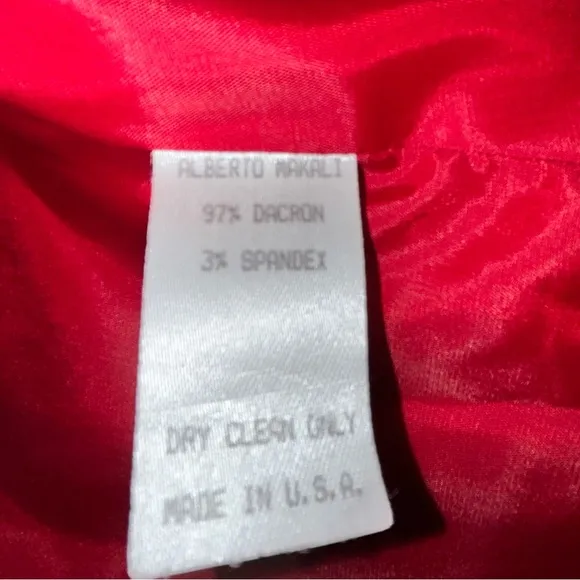 ALBERTO MAKALI
97% DACRON
3% SPANDEX
DRY CLEAN ONLY
MADE IN U.S.A.